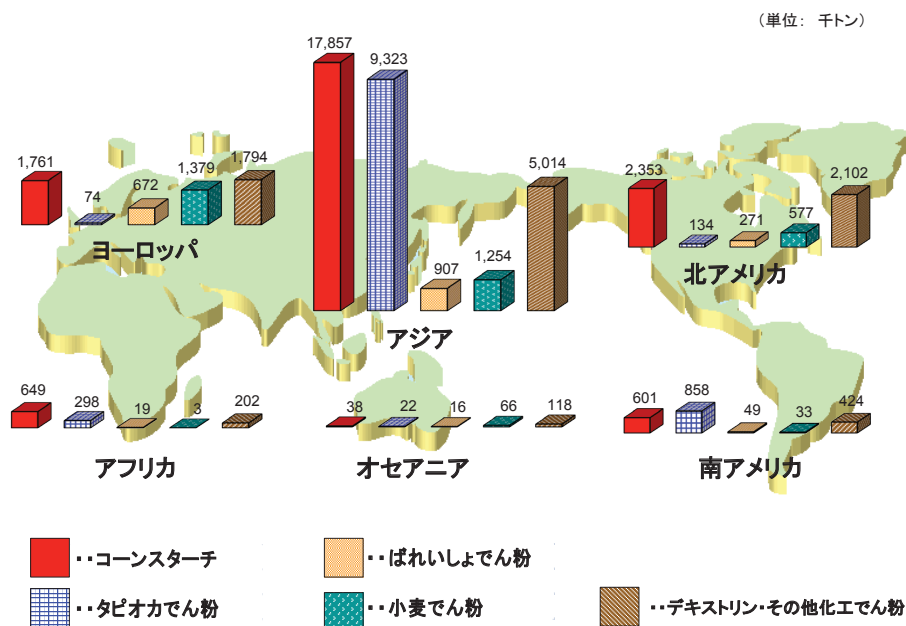 (単位: 千トン)
17,857
9,323
1,761
74
672
1,379
1,794
5,014
2,353
134
271
577
2,102
ヨーロッパ
907
1,254
北アメリカ
アジア
649
298
19
3
202
38
22
16
66
118
601
858
49
33
424
アフリカ
オセアニア
南アメリカ
・・コーンスターチ
・・ばれいしょでん粉
・・タピオカでん粉
・・小麦でん粉
・・デキストリン・その他化工でん粉